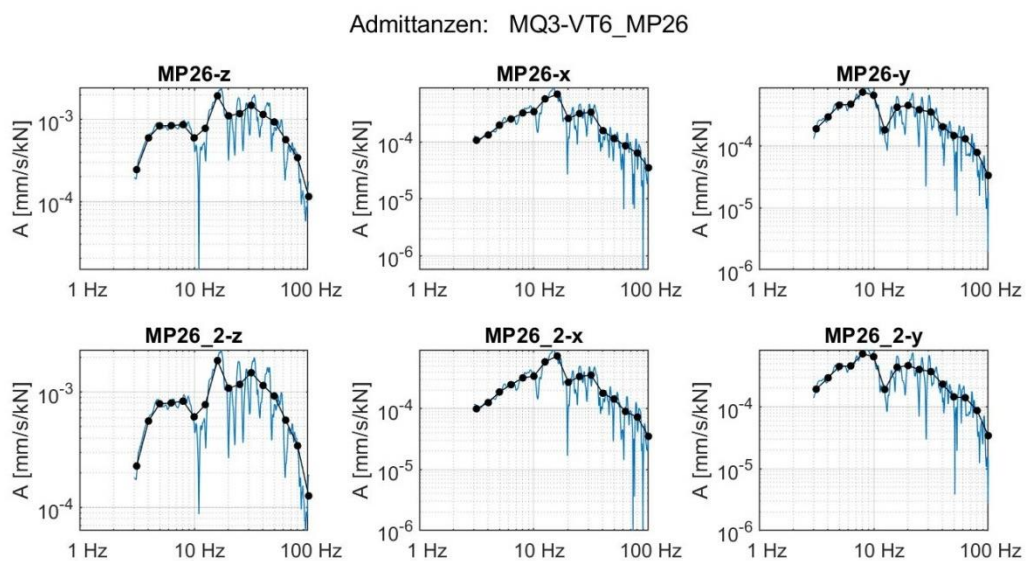 Admittanzen: MQ3-VT6_MP26
MP26-z
MP26-x
MP26-y
A [mm/s/kN]
10-3
10-4
1 Hz 10 Hz 100 Hz
A [mm/s/kN]
10-4
10-5
10-6
1 Hz 10 Hz 100 Hz
A [mm/s/kN]
10-4
10-5
10-6
1 Hz 10 Hz 100 Hz
MP26_2-z
MP26_2-x
MP26_2-y
A [mm/s/kN]
10-3
10-4
1 Hz 10 Hz 100 Hz
A [mm/s/kN]
10-4
10-5
10-6
1 Hz 10 Hz 100 Hz
A [mm/s/kN]
10-4
10-5
10-6
1 Hz 10 Hz 100 Hz